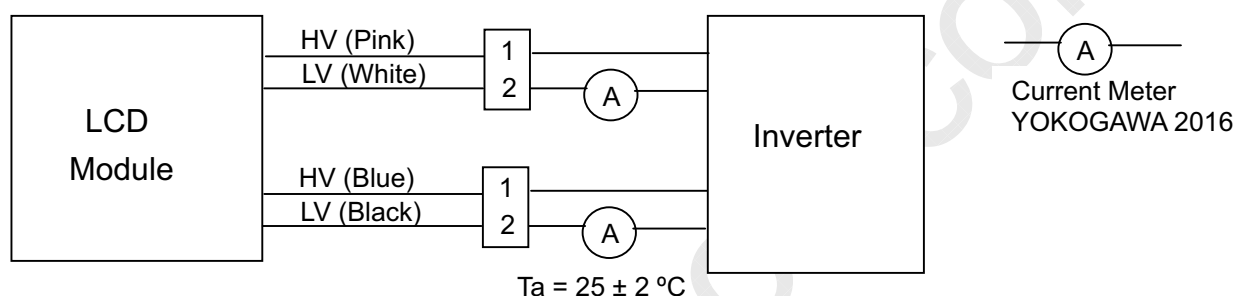 LCD
Module
HV (Pink)
LV (White)
1
2
A
HV (Blue)
LV (Black)
1
2
A
Inverter
A
Current Meter
YOKOGAWA 2016
Ta = 25 ± 2 ºC